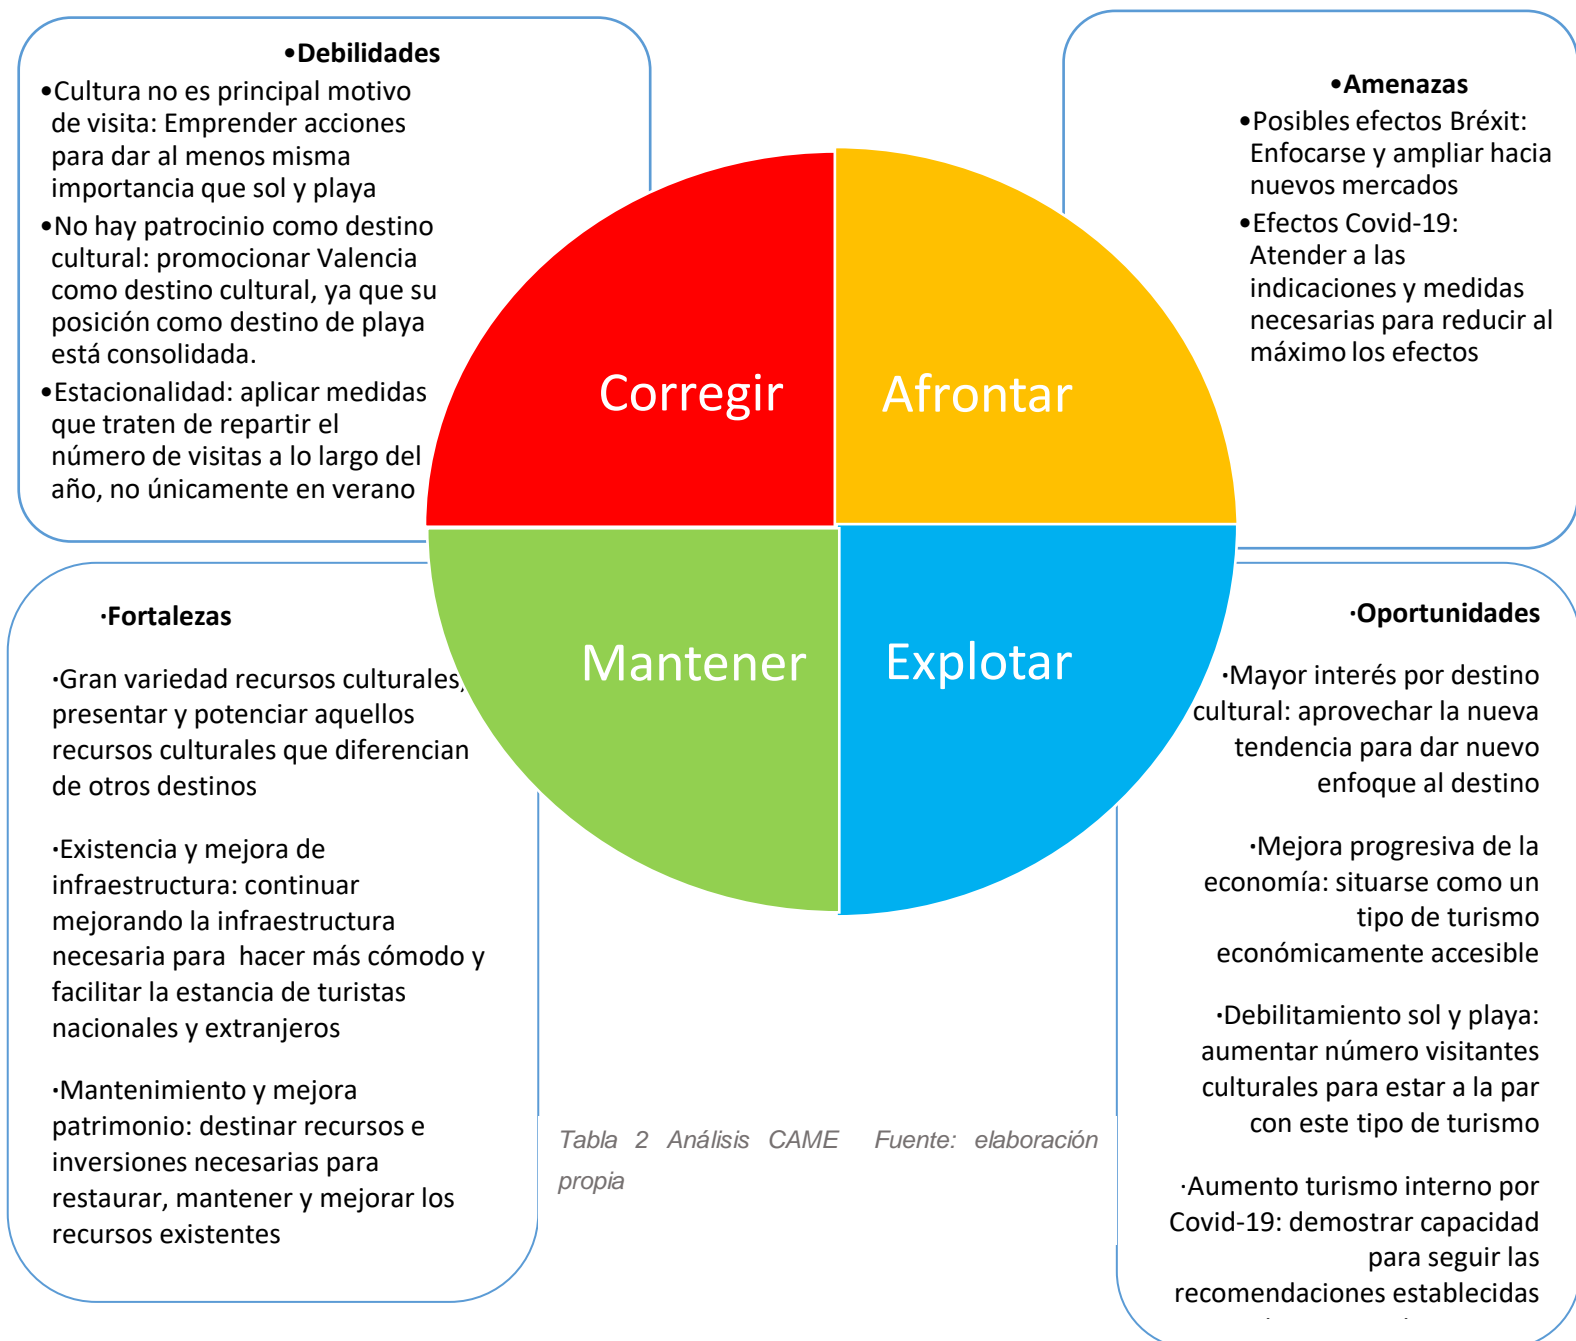 •Debilidades
•Cultura no es principal motivo
de visita: Emprender acciones
para dar al menos misma
importancia que sol y playa
•No hay patrocinio como destino
cultural: promocionar Valencia
como destino cultural, ya que su
posición como destino de playa
está consolidada.
•Estacionalidad: aplicar medidas
que traten de repartir el
número de visitas a lo largo del
año, no únicamente en verano
•Amenazas
•Posibles efectos Bréxit:
Enfocarse y ampliar hacia
nuevos mercados
•Efectos Covid-19:
Atender a las
indicaciones y medidas
necesarias para reducir al
máximo los efectos
Corregir
Afrontar
Mantener
Explotar
·Fortalezas
·Gran variedad recursos culturales,
presentar y potenciar aquellos
recursos culturales que diferencian
de otros destinos
·Existencia y mejora de
infraestructura: continuar
mejorando la infraestructura
necesaria para  hacer más cómodo y
facilitar la estancia de turistas
nacionales y extranjeros
·Mantenimiento y mejora
patrimonio: destinar recursos e
inversiones necesarias para
restaurar, mantener y mejorar los
recursos existentes
·Oportunidades
·Mayor interés por destino
cultural: aprovechar la nueva
tendencia para dar nuevo
enfoque al destino
·Mejora progresiva de la
economía: situarse como un
tipo de turismo
económicamente accesible
·Debilitamiento sol y playa:
aumentar número visitantes
culturales para estar a la par
con este tipo de turismo
·Aumento turismo interno por
Covid-19: demostrar capacidad
para seguir las
recomendaciones establecidas
Tabla 2 Análisis CAME Fuente: elaboración
propia